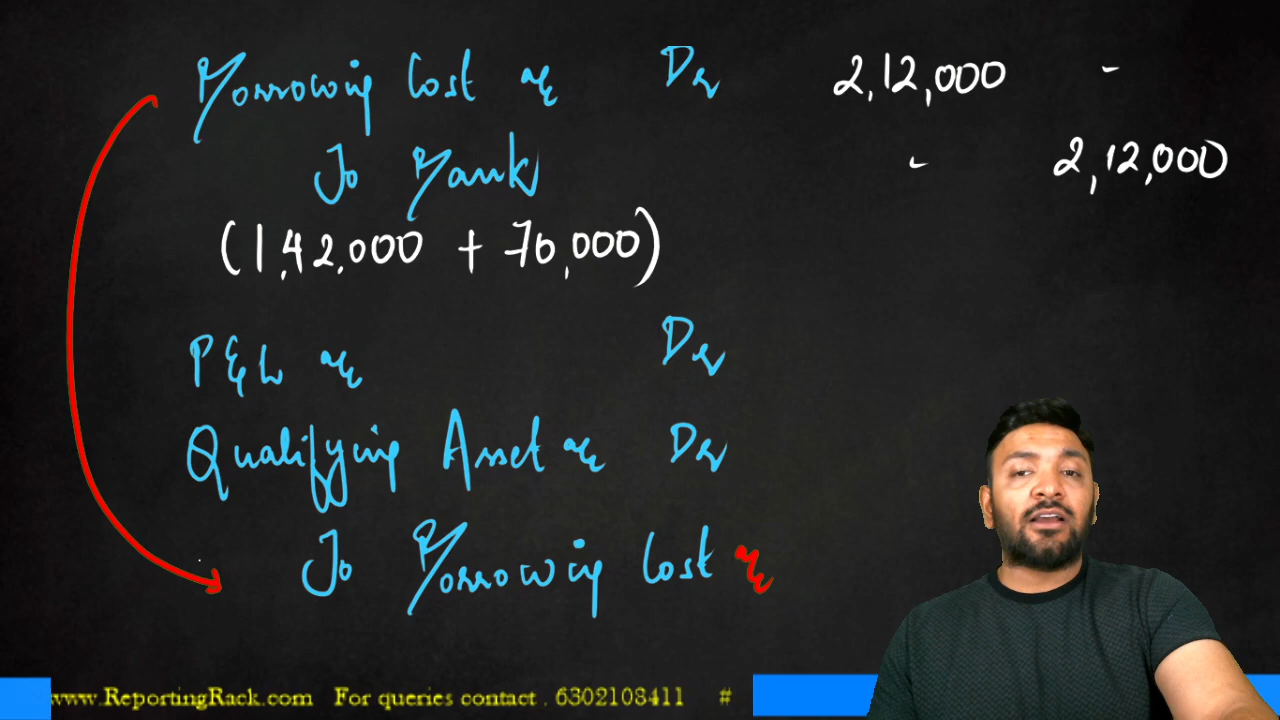 Borrowing Cost a/c Dr 2,12,000 -
To Bank - 2,12,000
(1,42,000 + 70,000)
P&L a/c Dr
Qualifying Asset a/c Dr
To Borrowing Cost a/c
www.ReportingRack.com For queries contact . 6302108411 #